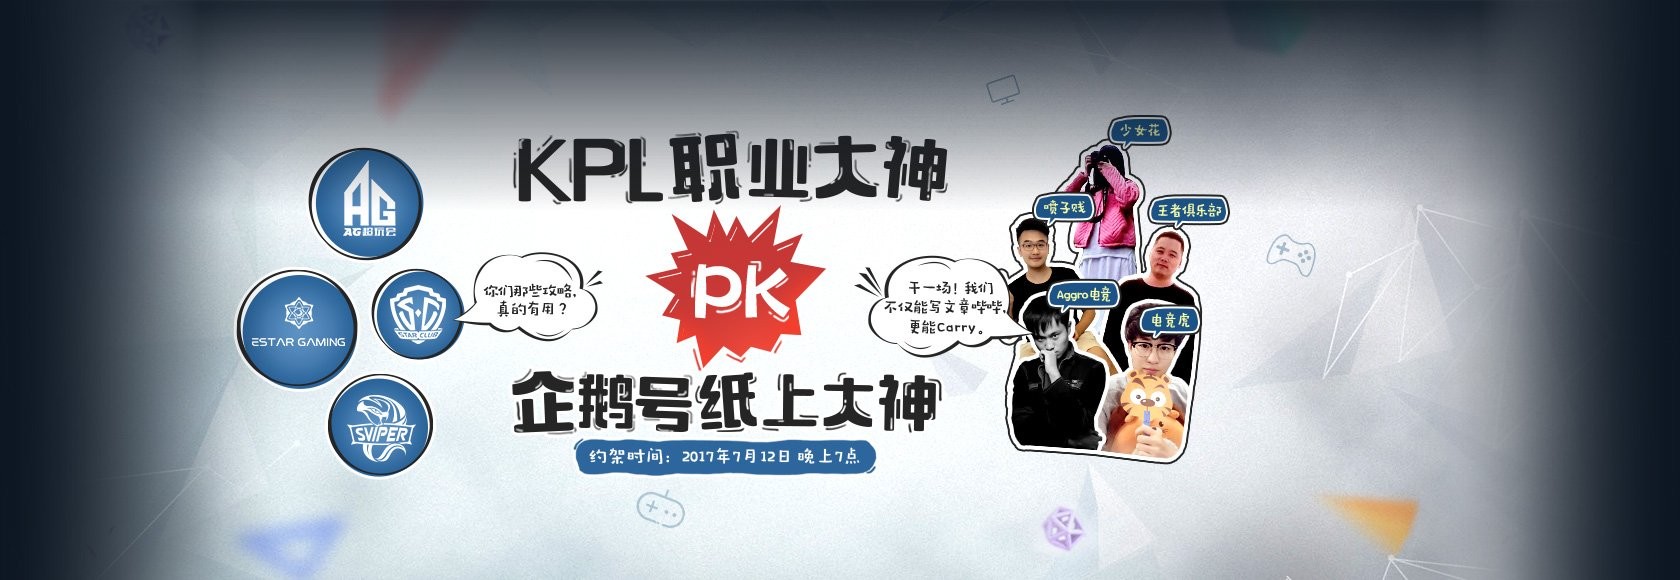 KPL职业大神
pk
企鹅号纸上大神
约架时间：2017年7月12日 晚上7点
AG
AG超玩会
ESTAR GAMING
S·C
STAR CLUB
SVIPER
你们那些攻略,
真的有用？
干一场！我们
不仅能写文章哔哔,
更能Carry。
少女花
喷子贱
王者俱乐部
Aggro电竞
电竞虎